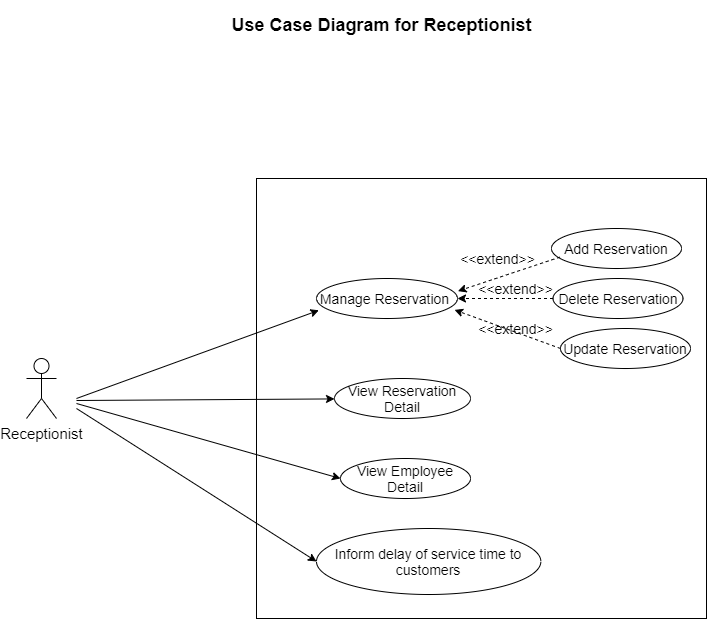 Use Case Diagram for Receptionist
Add Reservation
<<extend>>
Manage Reservation
<<extend>>
Delete Reservation
<<extend>>
Update Reservation
View Reservation
Detail
Receptionist
View Employee
Detail
Inform delay of service time to
customers